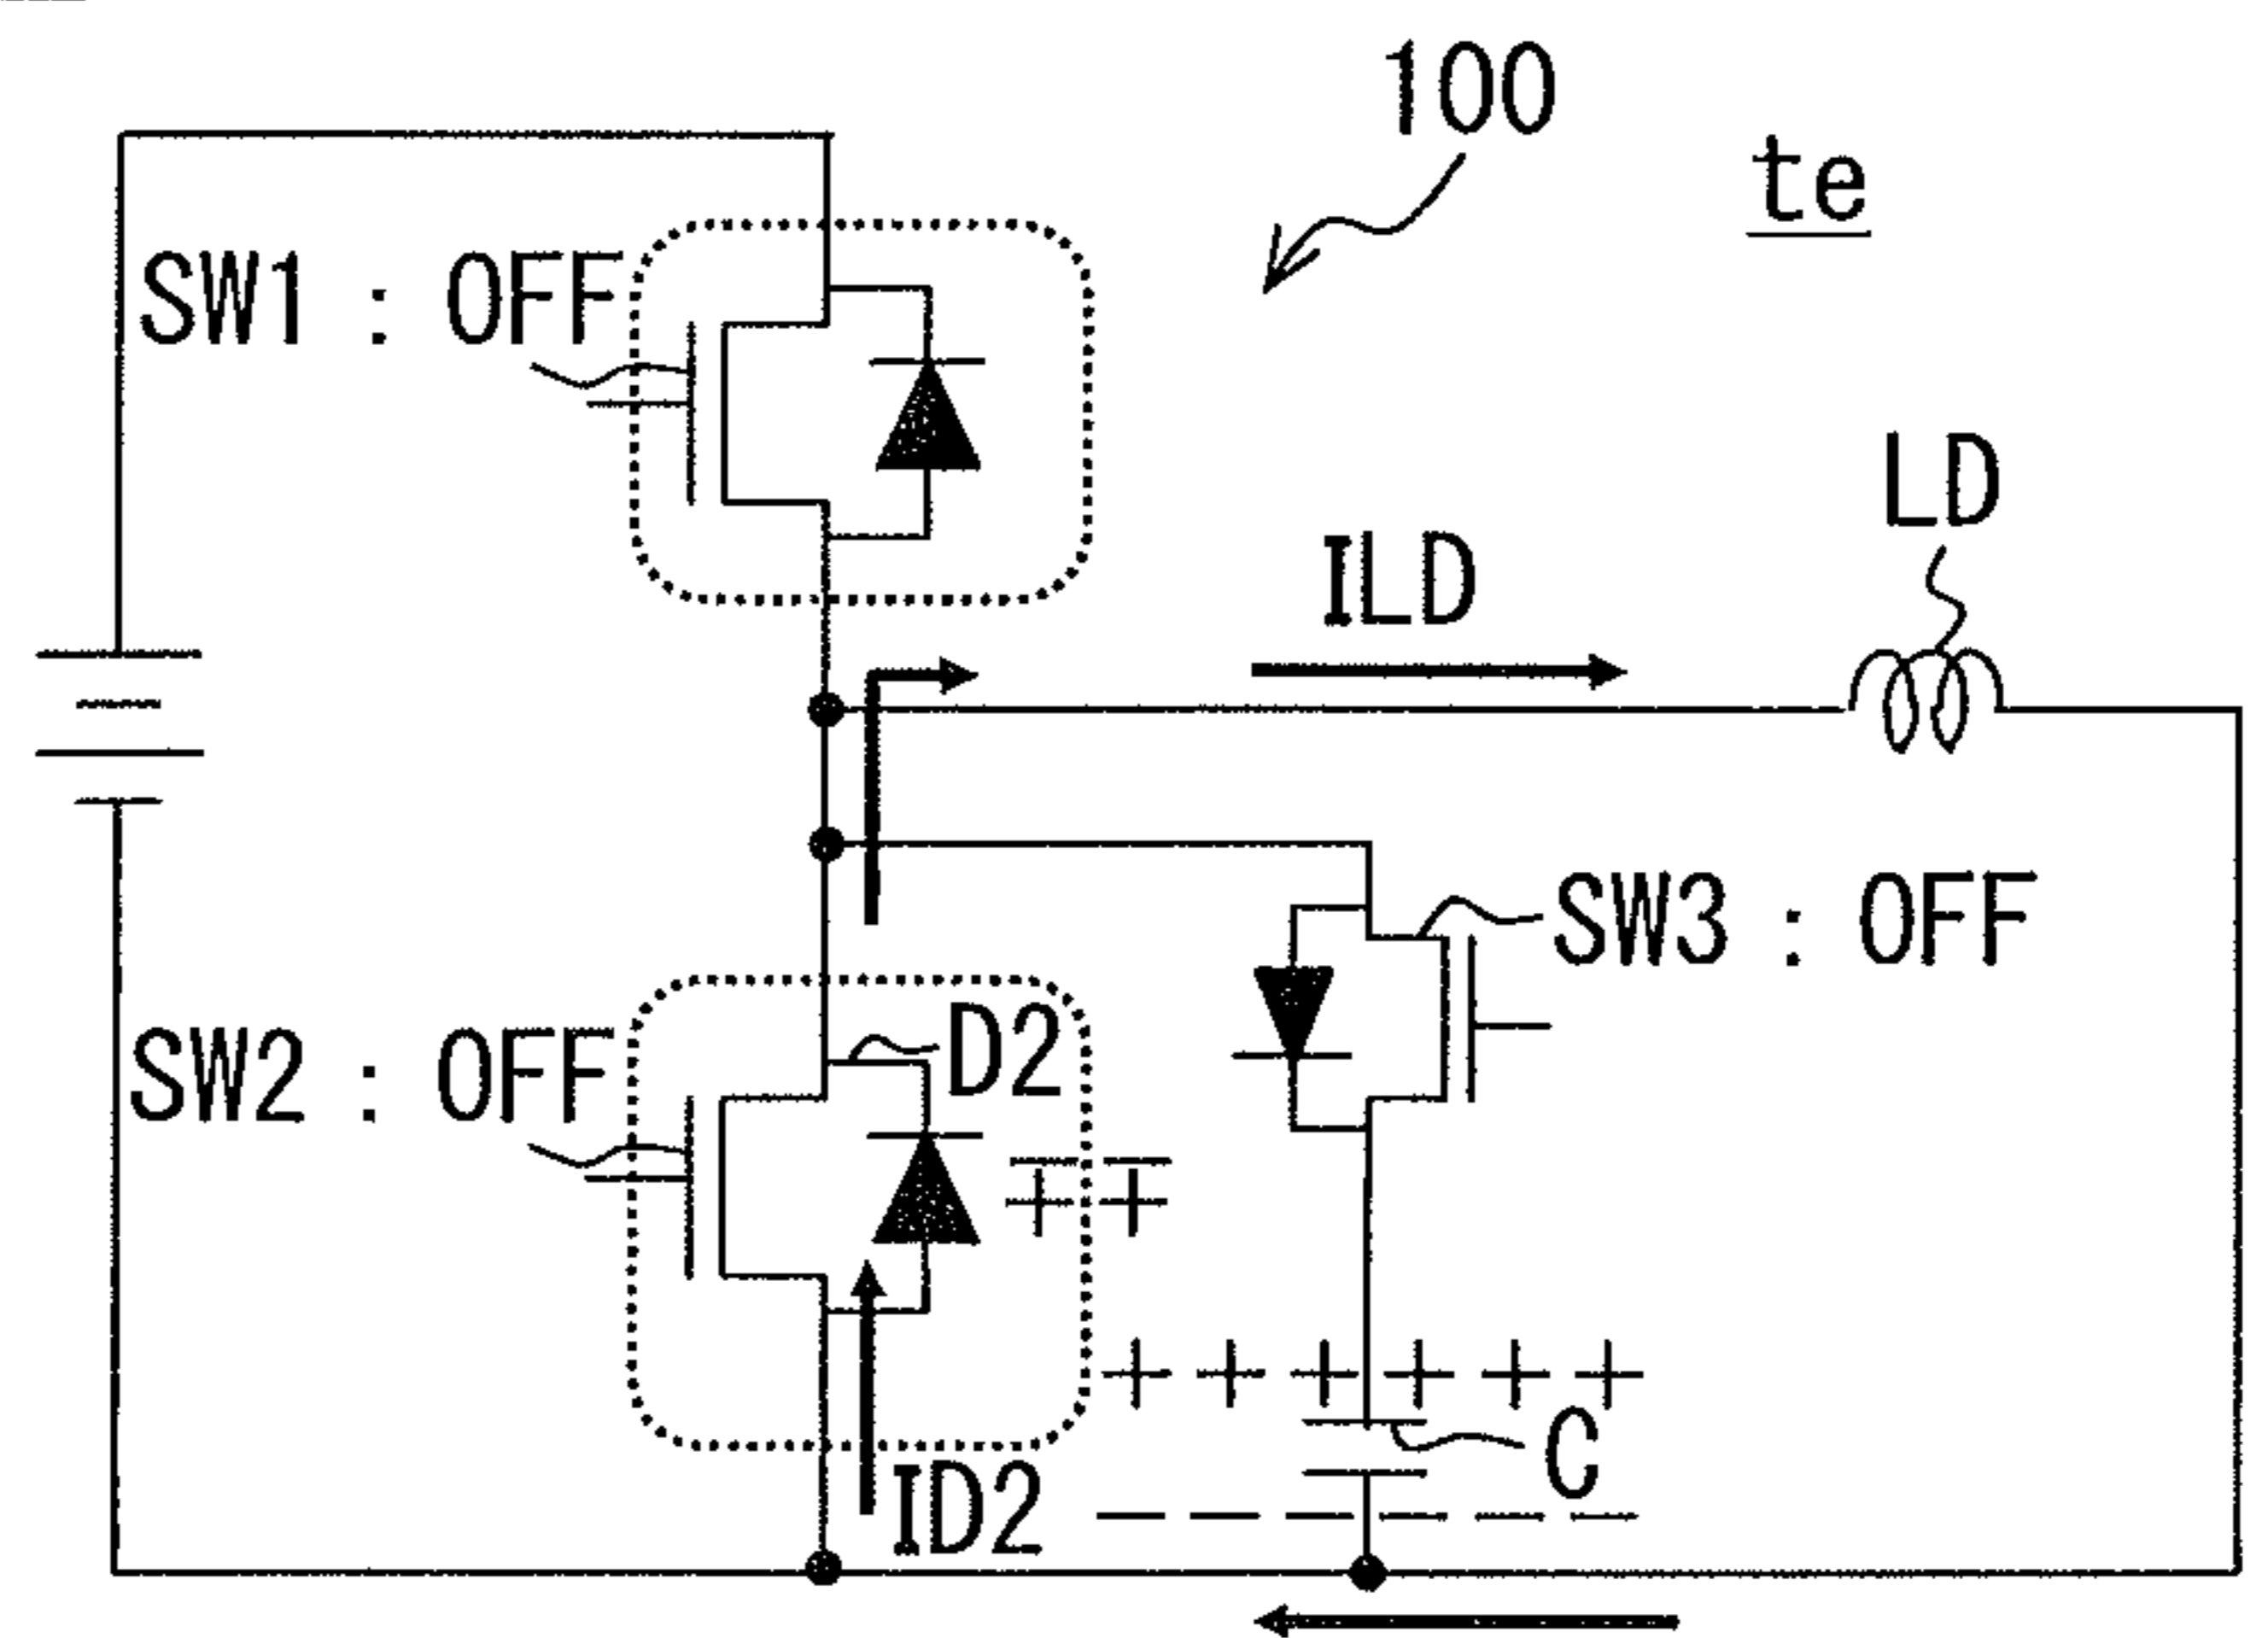 100
te
SW1 : OFF
LD
ILD
SW3 : OFF
D2
SW2 : OFF
− −
+ +
+ + + + + +
C
ID2
− − − − − −